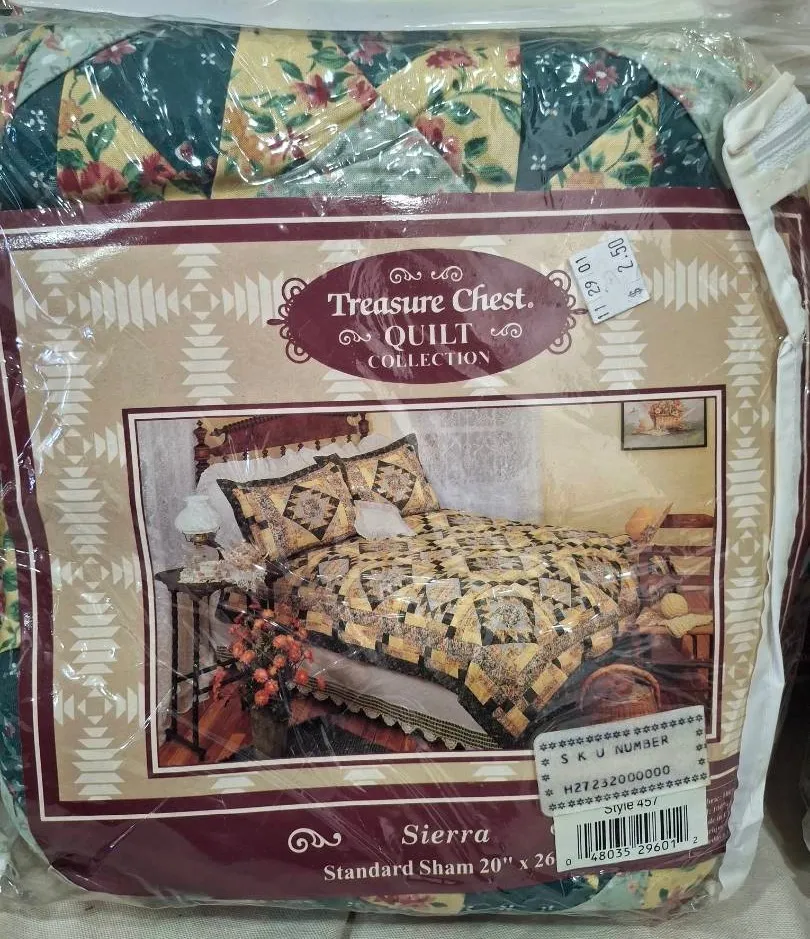 Treasure Chest®
QUILT
COLLECTION
11 29 01
$ 2.50
S K U NUMBER
H27232000000
Style 457
0 48035 29601 2
Sierra
Standard Sham 20" x 26